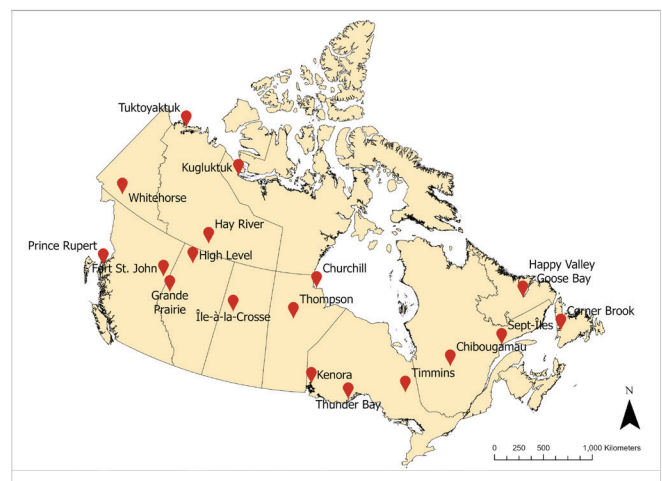 Tuktoyaktuk
Kugluktuk
Whitehorse
Hay River
Prince Rupert
High Level
Fort St. John
Happy Valley
Goose Bay
Churchill
Grande
Prairie
Thompson
Île-à-la-Crosse
Corner Brook
Sept-Îles
Chibougamau
Kenora
Timmins
Thunder Bay
N
0 250 500 1,000 Kilometers